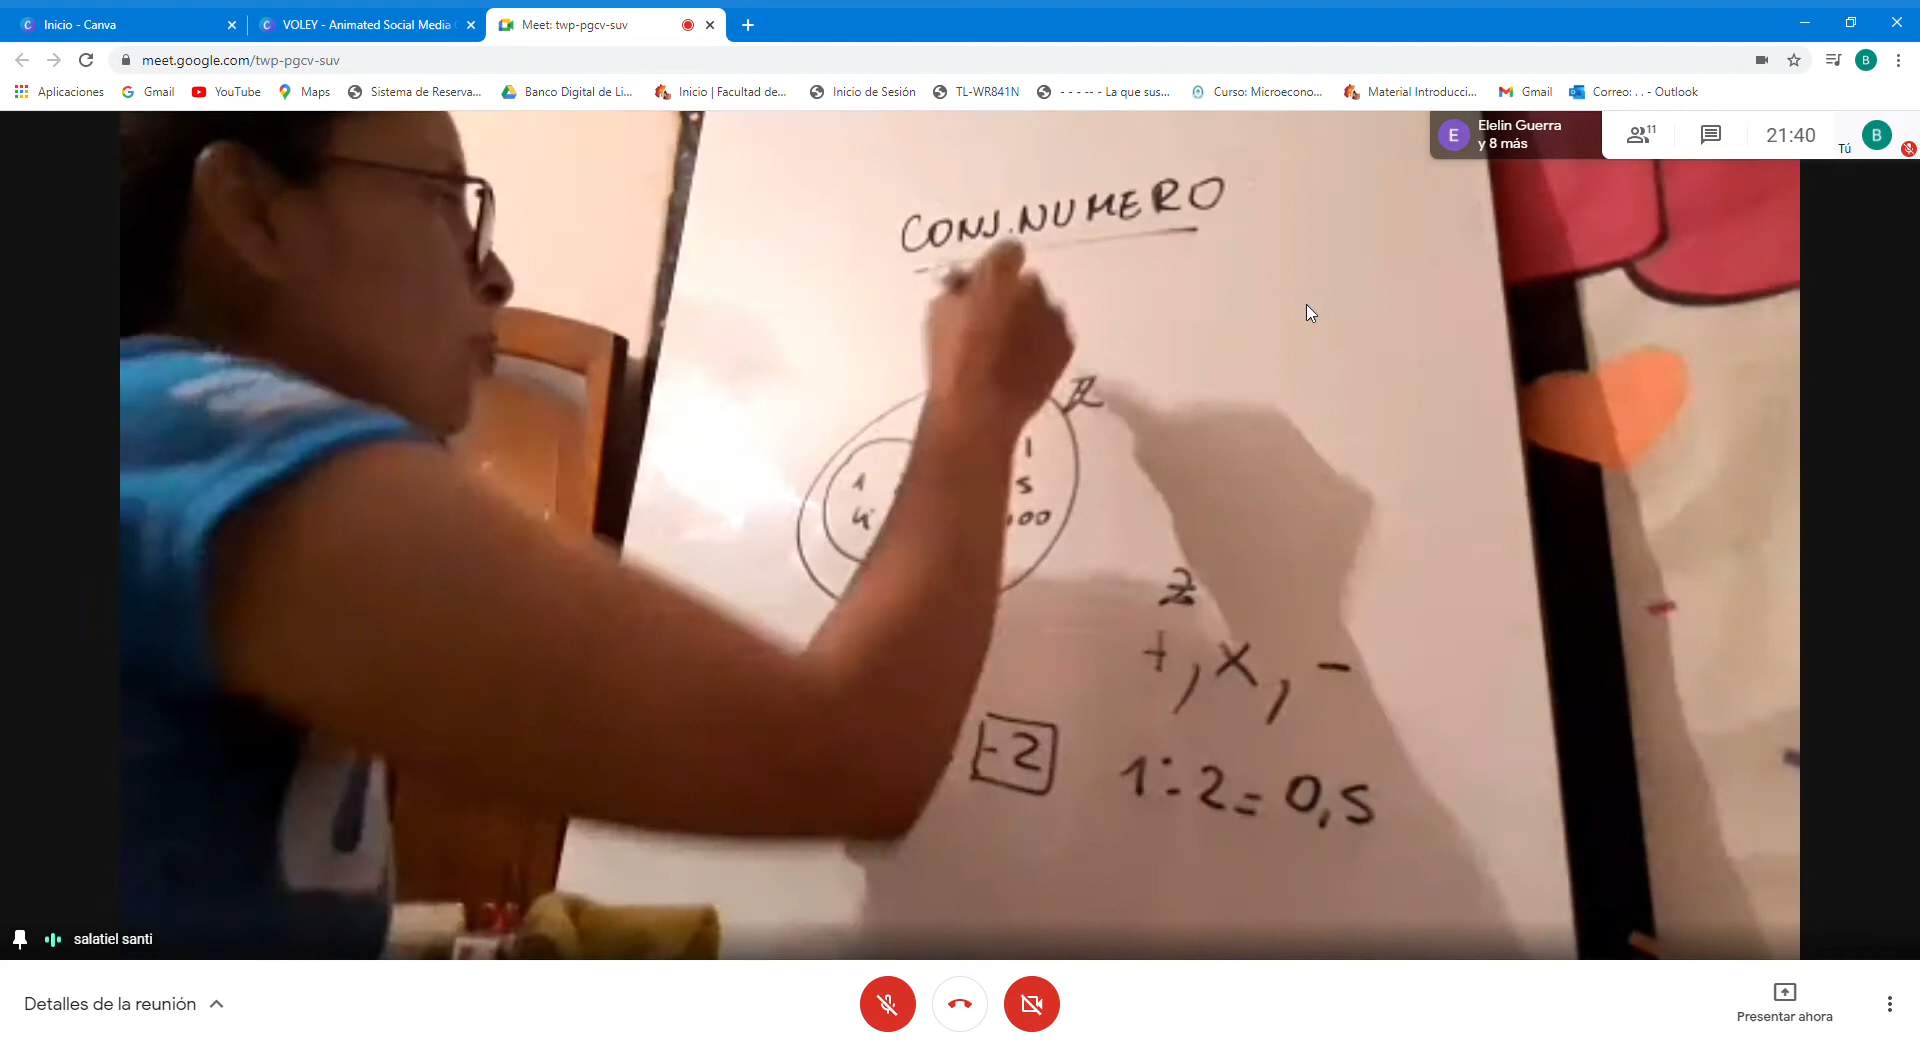 Inicio - Canva
VOLEY - Animated Social Media
Meet: twp-pgcv-suv
meet.google.com/twp-pgcv-suv
B
Aplicaciones
Gmail
YouTube
Maps
Sistema de Reserva...
Banco Digital de Li...
Inicio | Facultad de...
Inicio de Sesión
TL-WR841N
- - - -- - La que sus...
Curso: Microecono...
Material Introducci...
Gmail
Correo: . . - Outlook
E
Elelin Guerra
y 8 más
11
21:40
Tú
B
CONJ.NUMERO
Z
1
1
5
4
100
Z
+, x, -
-2
1÷2=0,5
salatiel santi
Detalles de la reunión
Presentar ahora